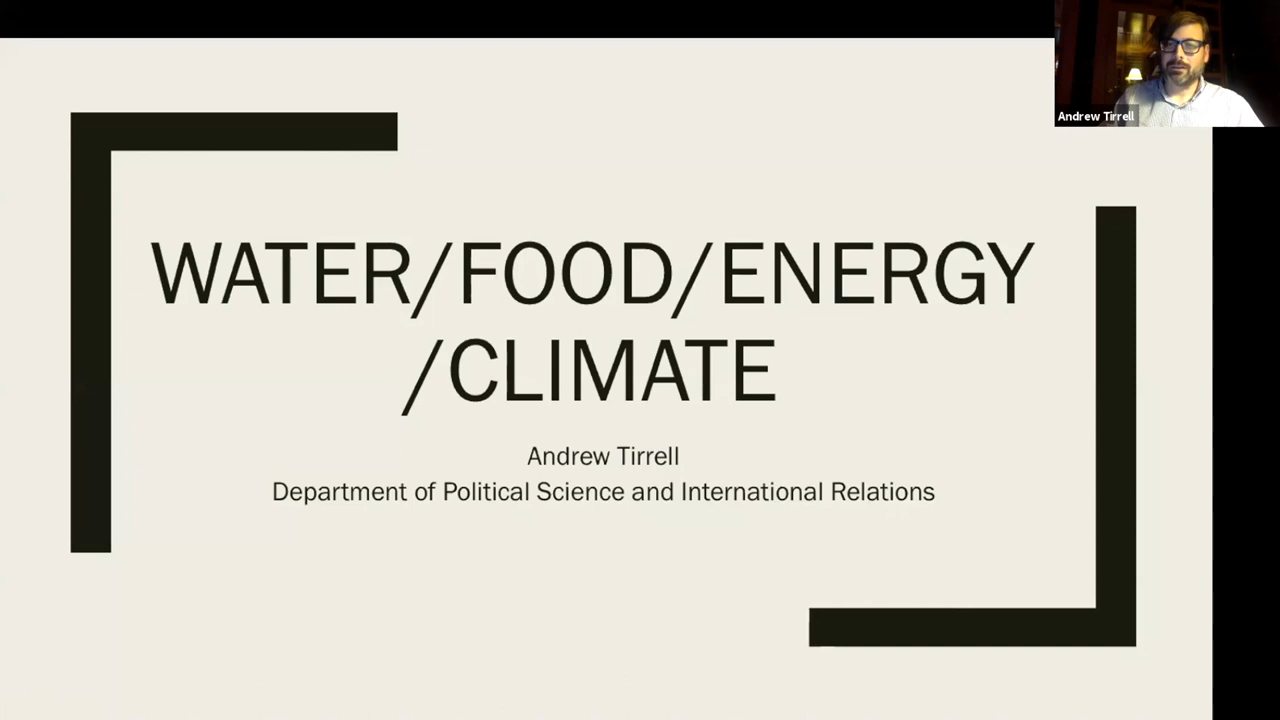 Andrew Tirrell
WATER/FOOD/ENERGY
/CLIMATE
Andrew Tirrell
Department of Political Science and International Relations